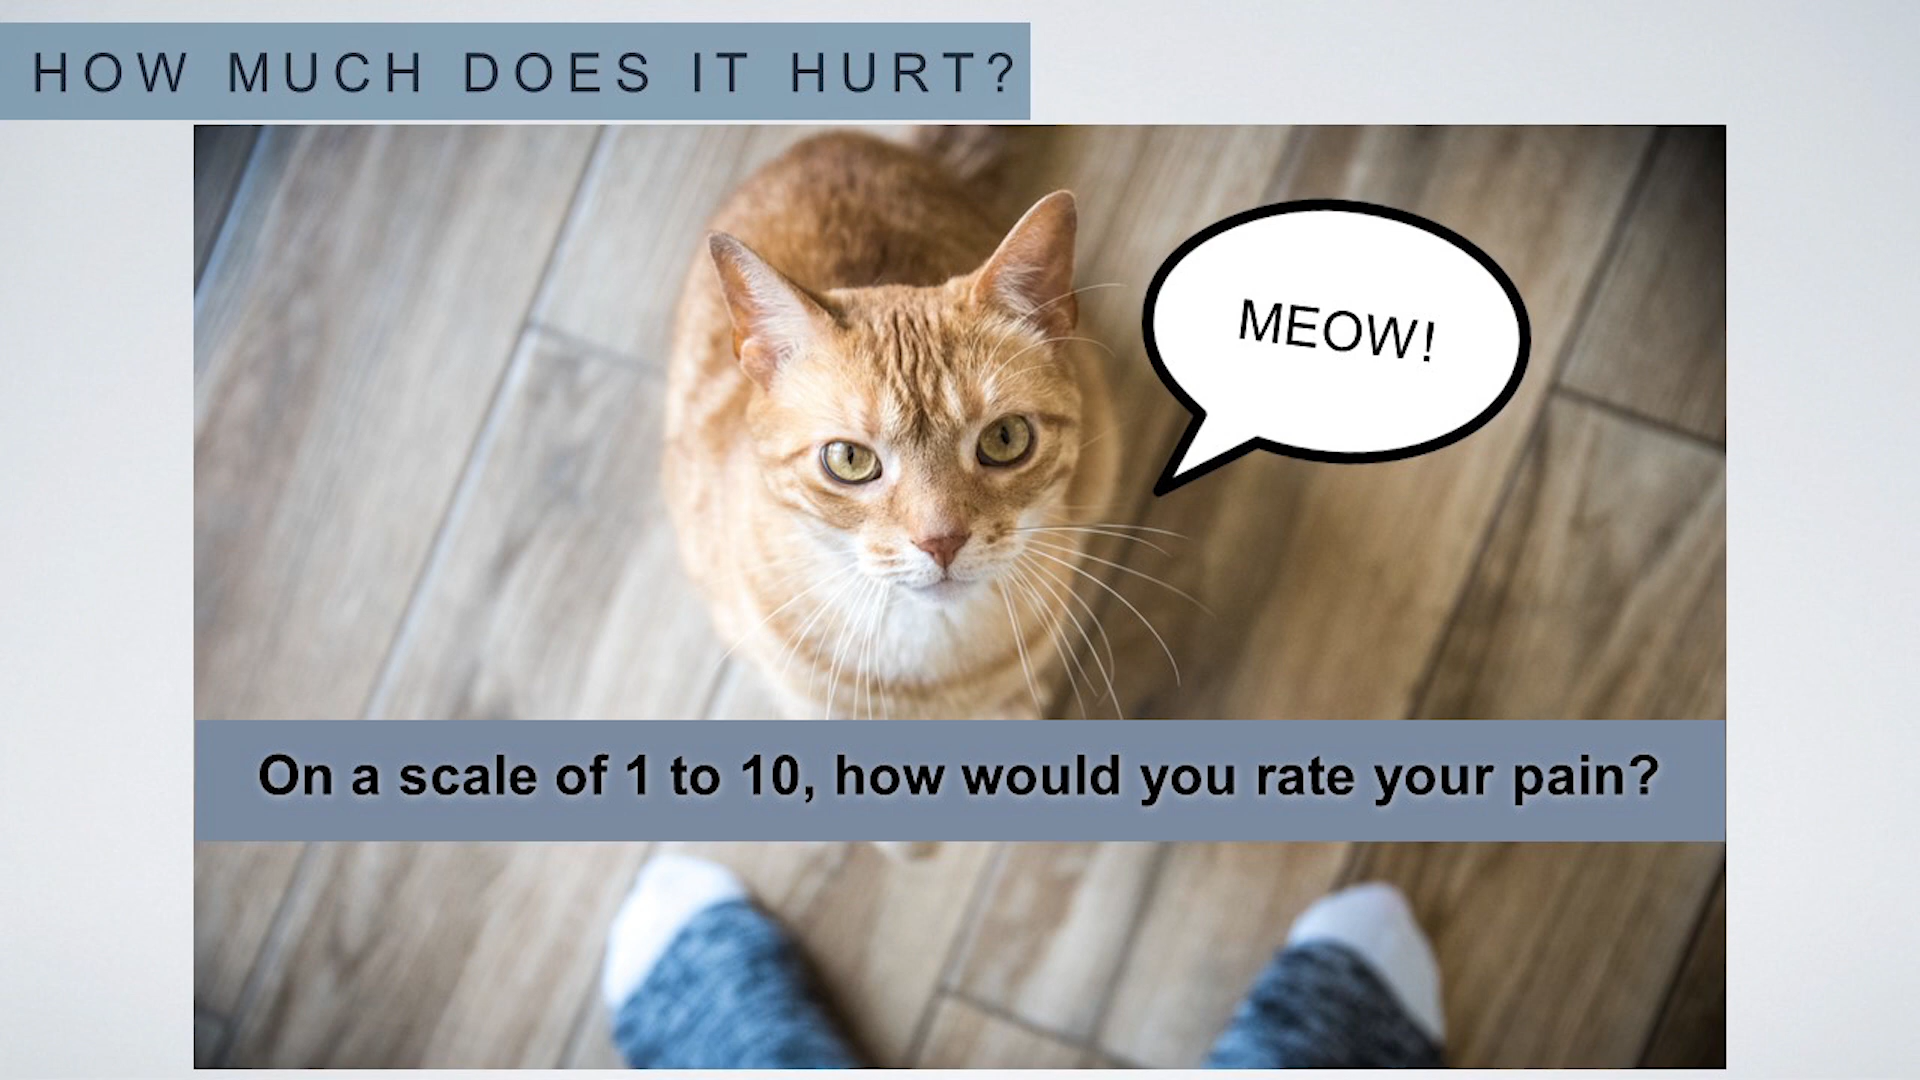 HOW MUCH DOES IT HURT?
MEOW!
On a scale of 1 to 10, how would you rate your pain?